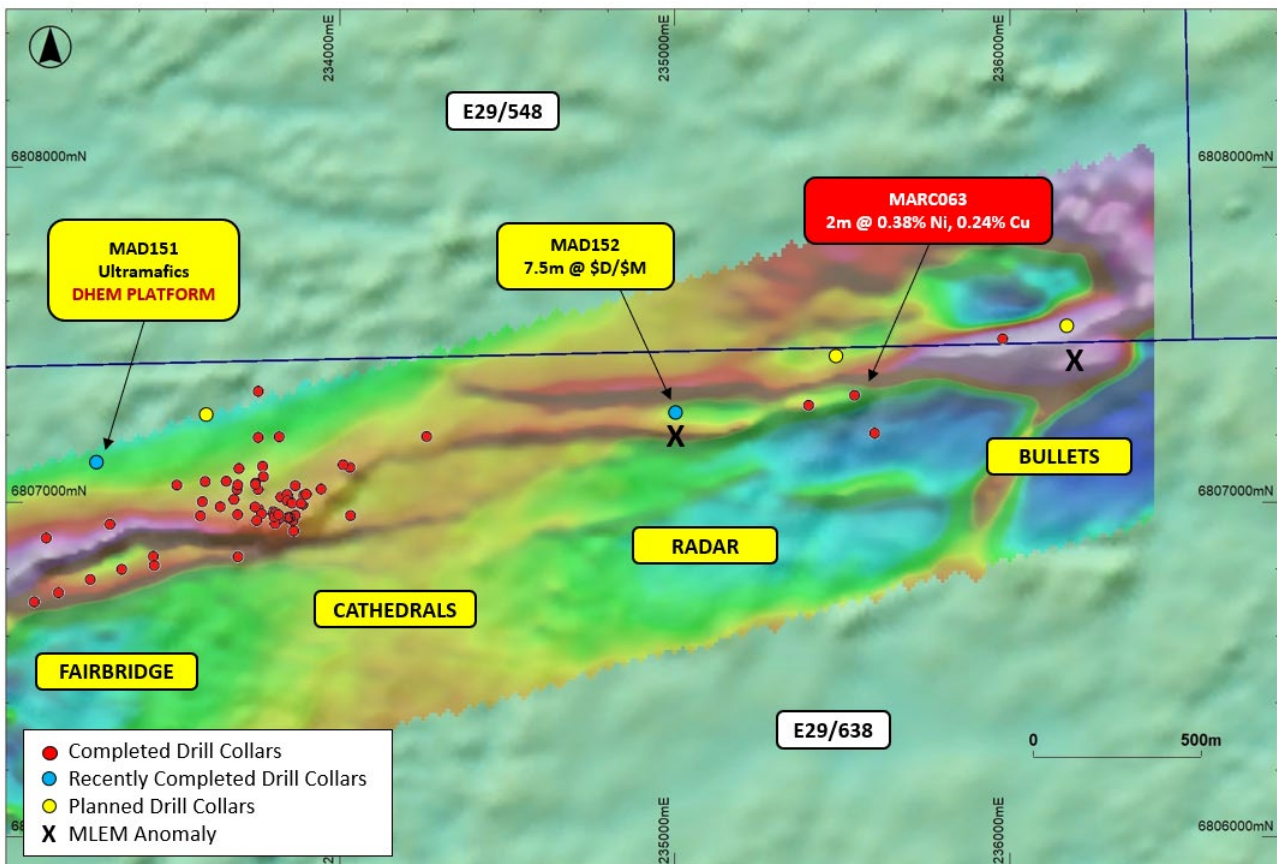 234000mE
235000mE
236000mE
E29/548
6808000mN
6808000mN
MARC063
2m @ 0.38% Ni, 0.24% Cu
MAD151
Ultramafics
DHEM PLATFORM
MAD152
7.5m @ $D/$M
X
X
BULLETS
6807000mN
6807000mN
RADAR
CATHEDRALS
FAIRBRIDGE
E29/638
0 500m
Completed Drill Collars
Recently Completed Drill Collars
Planned Drill Collars
X MLEM Anomaly
235000mE
236000mE
6806000mN